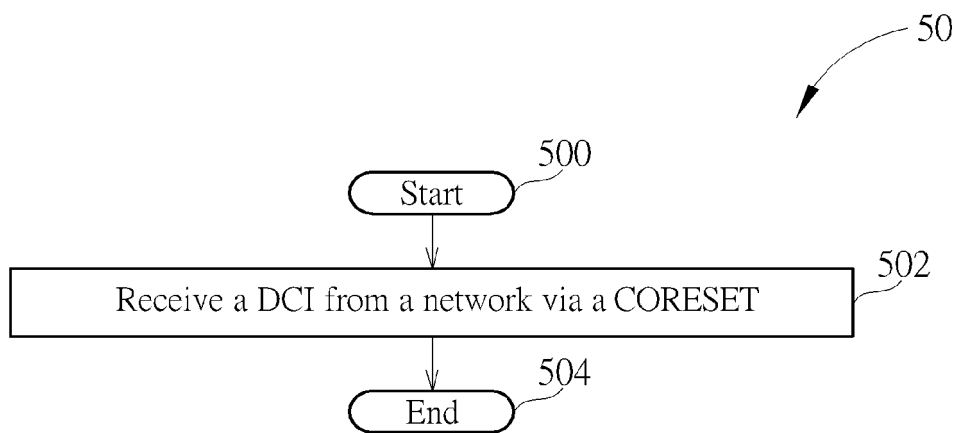 50
500
Start
502
Receive a DCI from a network via a CORESET
504
End